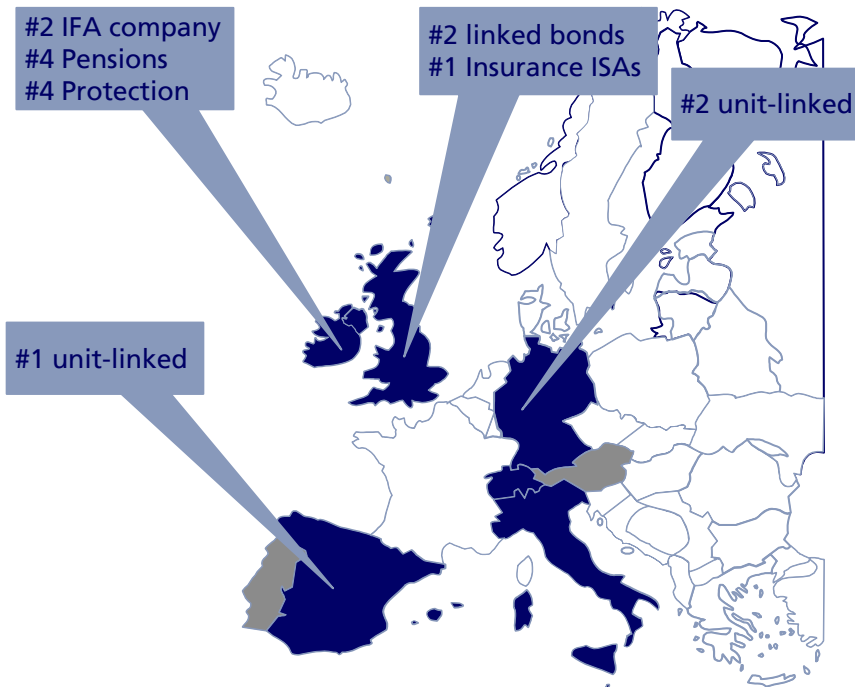 #2 IFA company
#4 Pensions
#4 Protection
#2 linked bonds
#1 Insurance ISAs
#2 unit-linked
#1 unit-linked